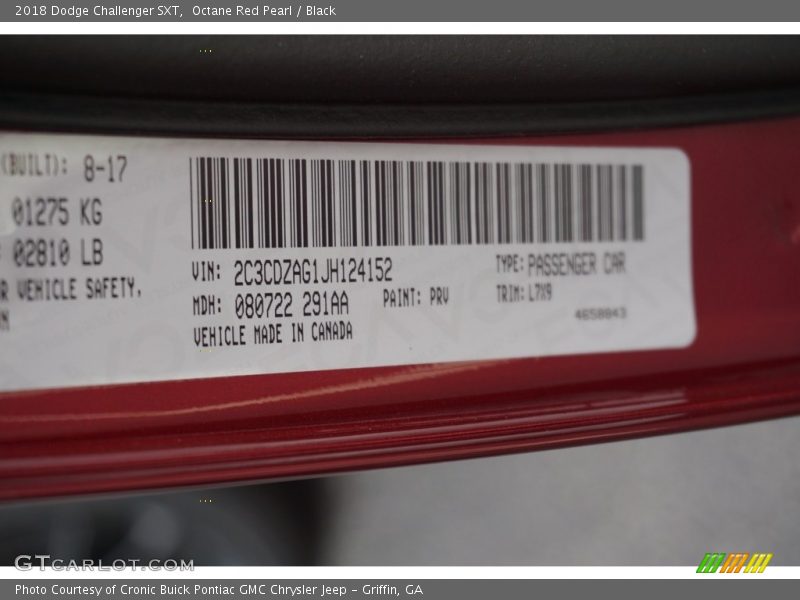 2018 Dodge Challenger SXT,  Octane Red Pearl / Black
(BUILT): 8-17
01275 KG
02810 LB
R VEHICLE SAFETY,
VIN: 2C3CDZAG1JH124152
TYPE: PASSENGER CAR
MDH: 080722 291AA
PAINT: PRV
TRIM: L7X9
VEHICLE MADE IN CANADA
4658843
GTCARLOT.COM
Photo Courtesy of Cronic Buick Pontiac GMC Chrysler Jeep - Griffin, GA